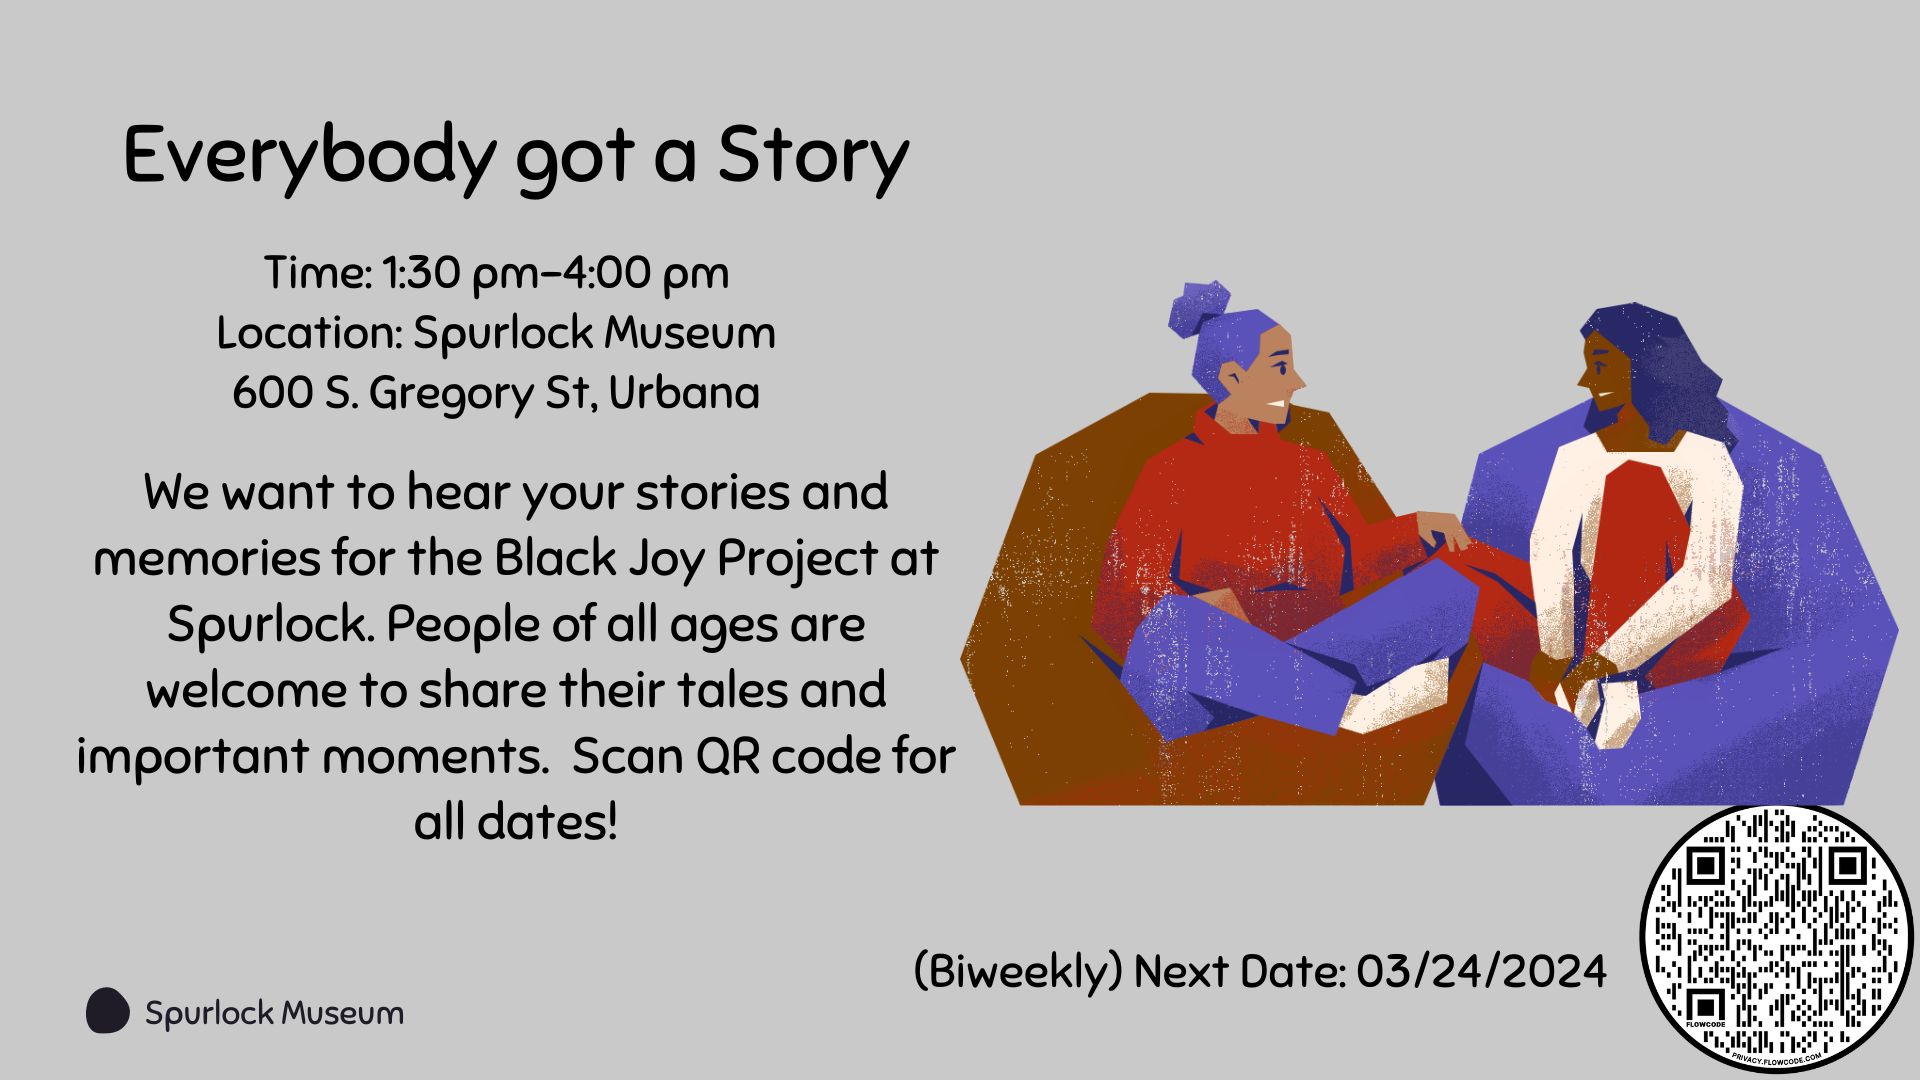 Everybody got a Story
Time: 1:30 pm-4:00 pm
Location: Spurlock Museum
600 S. Gregory St, Urbana
We want to hear your stories and
memories for the Black Joy Project at
Spurlock. People of all ages are
welcome to share their tales and
important moments.  Scan QR code for
all dates!
(Biweekly) Next Date: 03/24/2024
Spurlock Museum
FLOWCODE
PRIVACY.FLOWCODE.COM